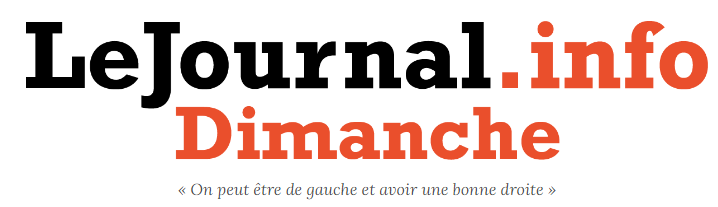 LeJournal.info
Dimanche
« On peut être de gauche et avoir une bonne droite »